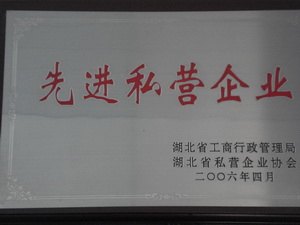 先进私营企业
湖北省工商行政管理局
湖北省私营企业协会
二〇〇六年四月